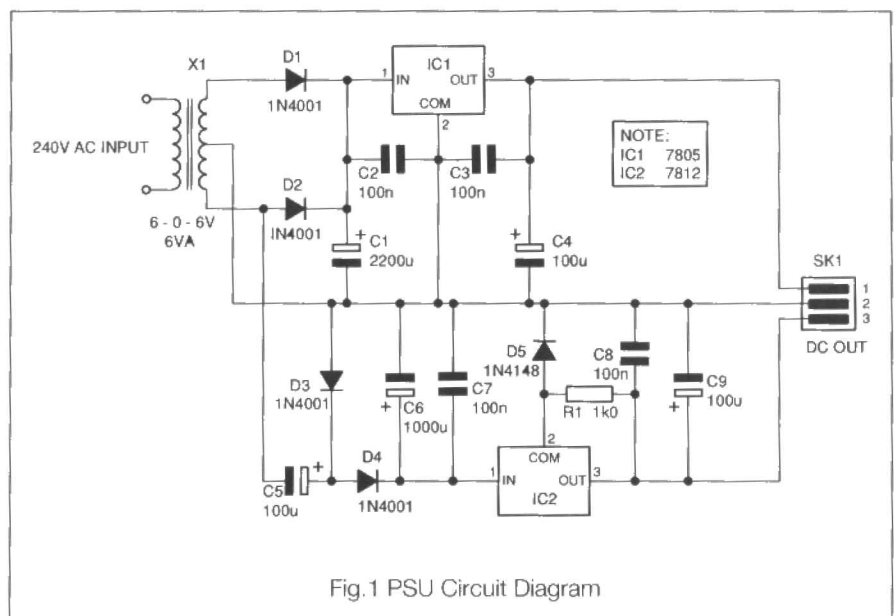 X1
D1
1N4001
1
IN
IC1
OUT
3
COM
2
240V AC INPUT
C2
100n
C3
100n
NOTE:
IC1 7805
IC2 7812
D2
IN4001
6 - 0 - 6V
6VA
+
C1
2200u
+
C4
100u
SK1
1
2
3
DC OUT
D3
1N4001
+
C6
1000u
C7
100n
D5
1N4148
C8
100n
R1 1k0
+
C9
100u
C5
100u
+
D4
1N4001
1
IN
2
COM
OUT
3
IC2
Fig.1 PSU Circuit Diagram